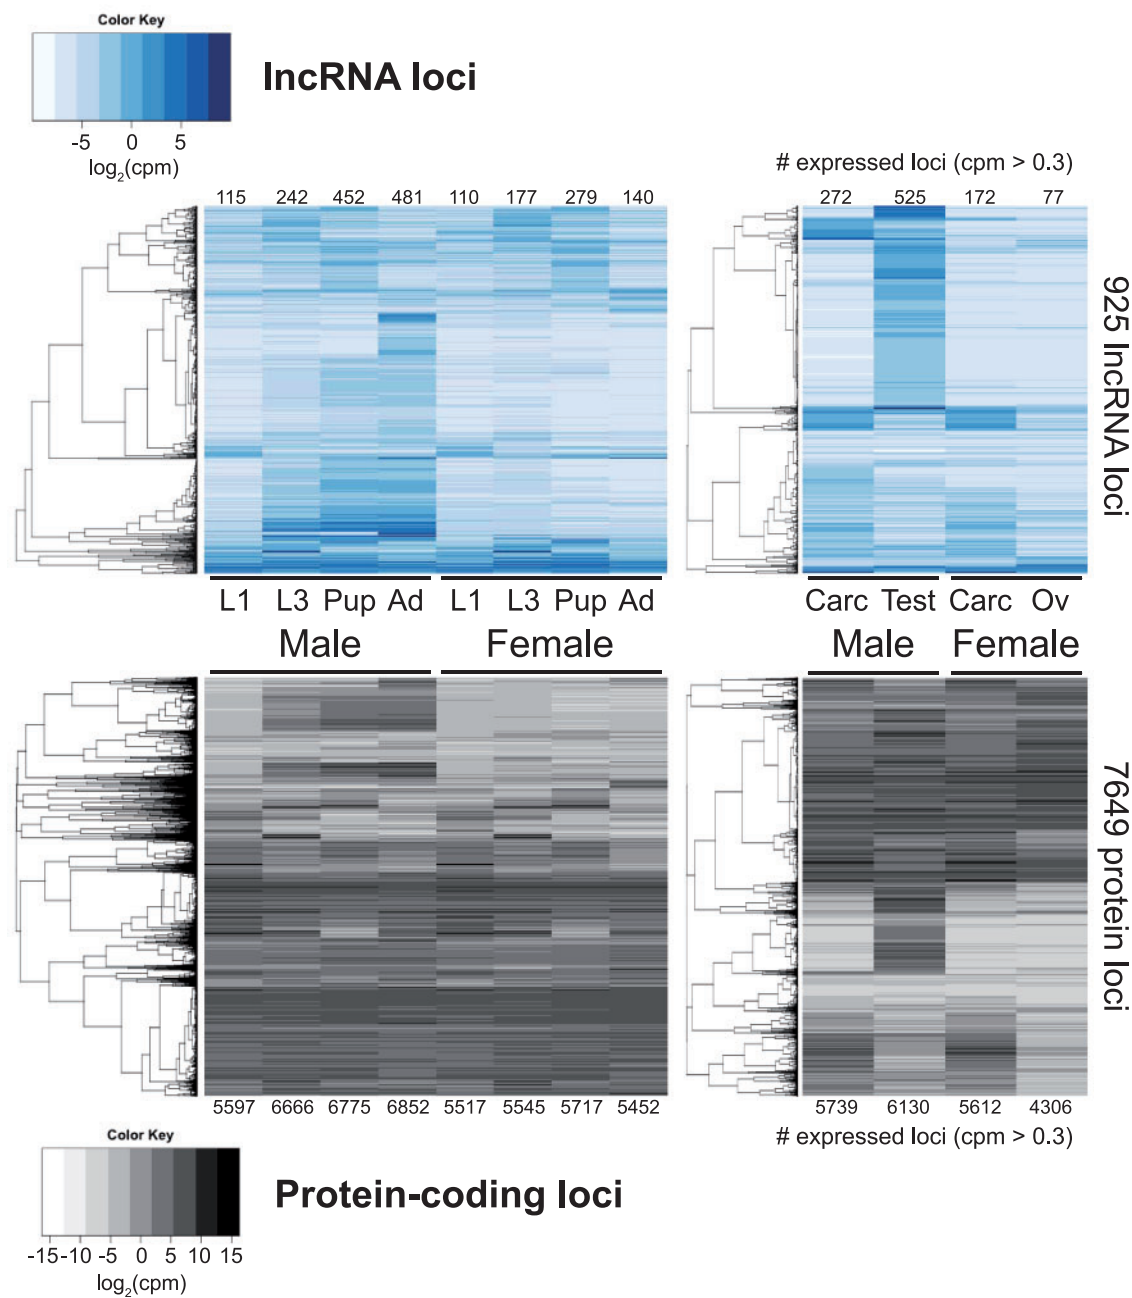 Color Key
-5 0 5
log2(cpm)
lncRNA loci
# expressed loci (cpm > 0.3)
115 242 452 481 110 177 279 140
272 525 172 77
925 lncRNA loci
L1 L3 Pup Ad L1 L3 Pup Ad
Carc Test Carc Ov
Male Female
Male Female
7649 protein loci
5597 6666 6775 6852 5517 5545 5717 5452
5739 6130 5612 4306
# expressed loci (cpm > 0.3)
Color Key
-15 -10 -5 0 5 10 15
log2(cpm)
Protein-coding loci